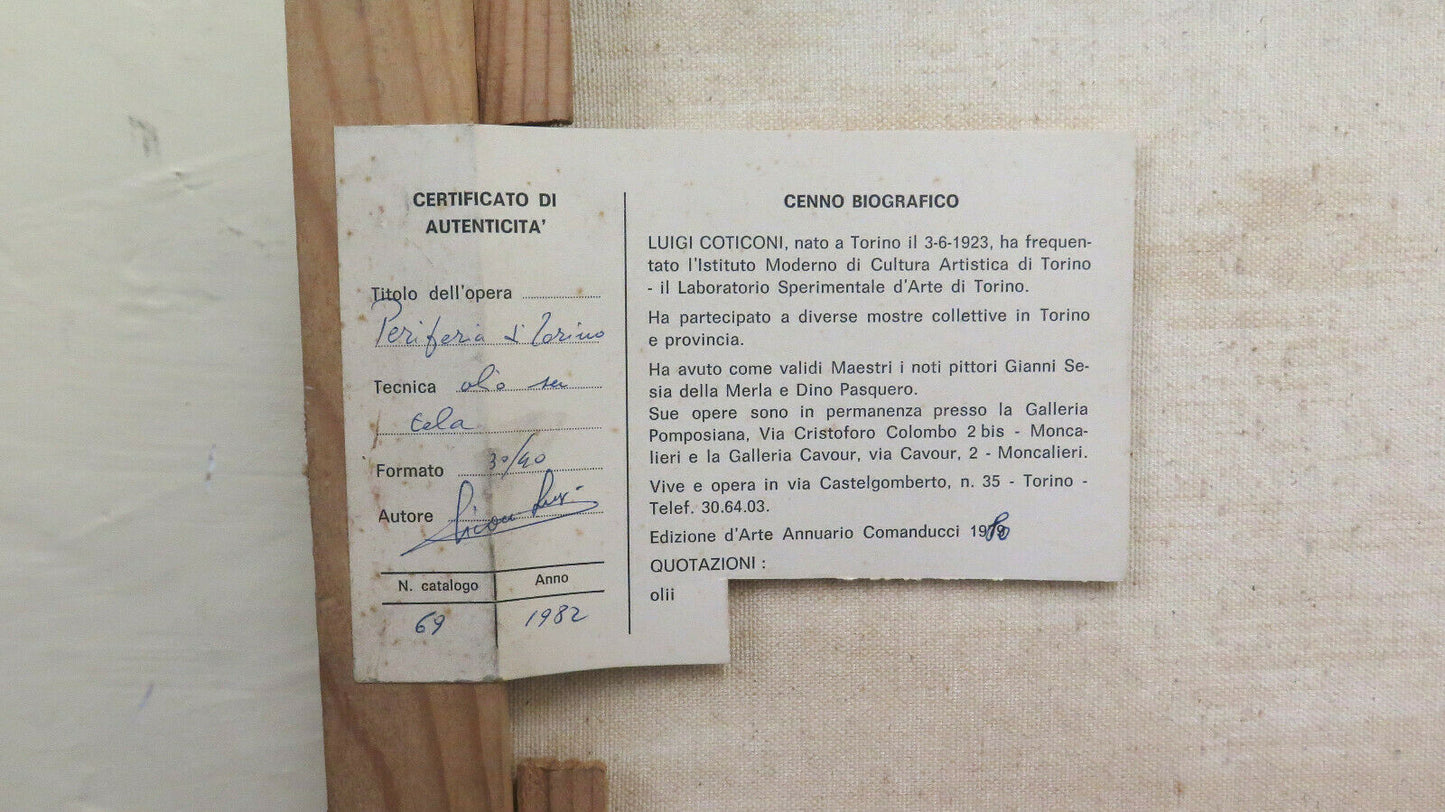 CERTIFICATO DI
AUTENTICITA'
Titolo dell'opera
Periferia di Torino
Tecnica olio su
tela
Formato 30/40
Autore
N. catalogo Anno
69 1982
CENNO BIOGRAFICO
LUIGI COTICONI, nato a Torino il 3-6-1923, ha frequen-
tato l'Istituto Moderno di Cultura Artistica di Torino
- il Laboratorio Sperimentale d'Arte di Torino.
Ha partecipato a diverse mostre collettive in Torino
e provincia.
Ha avuto come validi Maestri i noti pittori Gianni Se-
sia della Merla e Dino Pasquero.
Sue opere sono in permanenza presso la Galleria
Pomposiana, Via Cristoforo Colombo 2 bis - Monca-
lieri e la Galleria Cavour, via Cavour, 2 - Moncalieri.
Vive e opera in via Castelgomberto, n. 35 - Torino -
Telef. 30.64.03.
Edizione d'Arte Annuario Comanducci 1980
QUOTAZIONI :
olii